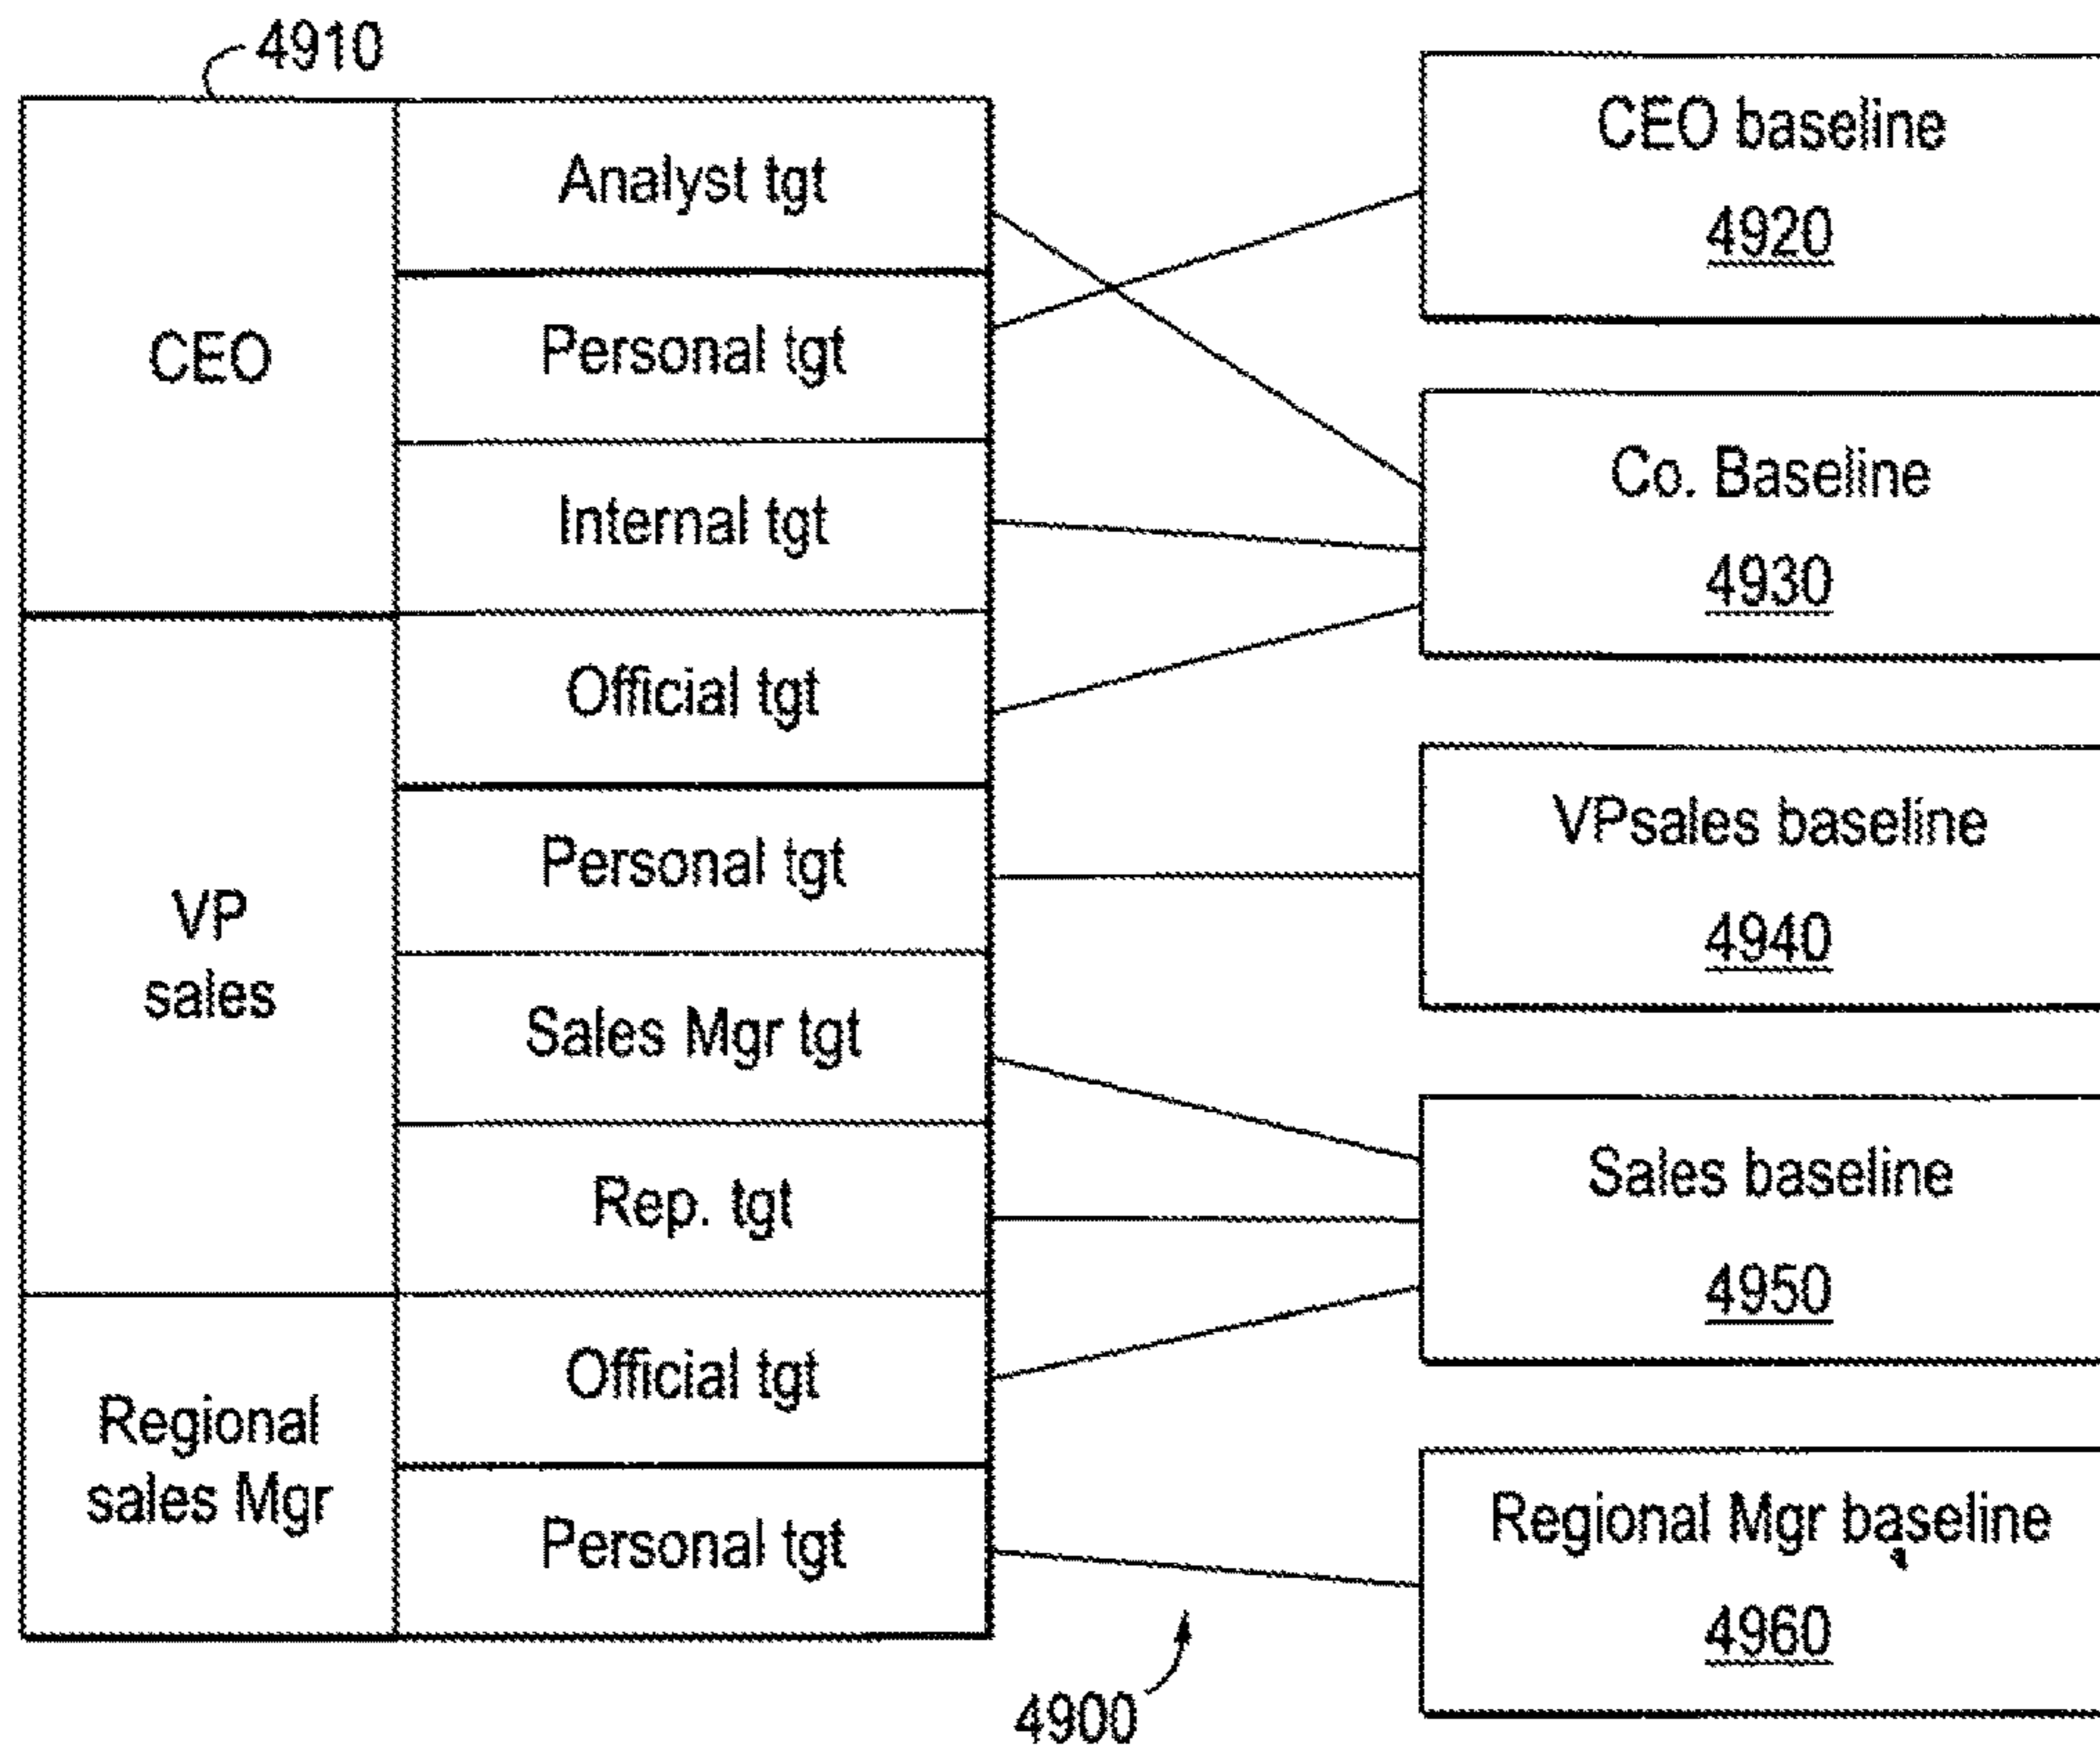 4910
CEO
Analyst tgt
Personal tgt
Internal tgt
VP
sales
Official tgt
Personal tgt
Sales Mgr tgt
Rep. tgt
Regional
sales Mgr
Official tgt
Personal tgt
CEO baseline
4920
Co. Baseline
4930
VPsales baseline
4940
Sales baseline
4950
Regional Mgr baseline
4960
4900